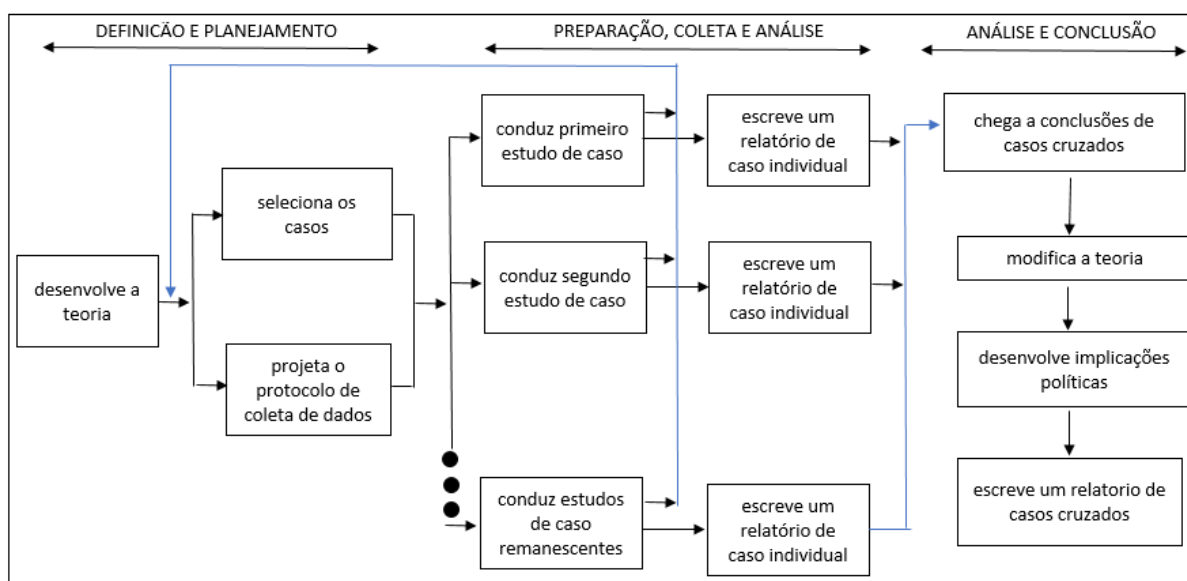 DEFINICÃO E PLANEJAMENTO
PREPARAÇÃO, COLETA E ANÁLISE
ANÁLISE E CONCLUSÃO
desenvolve a
teoria
seleciona os
casos
projeta o
protocolo de
coleta de dados
conduz primeiro
estudo de caso
escreve um
relatório de
caso individual
conduz segundo
estudo de caso
escreve um
relatório de
caso individual
conduz estudos
de caso
remanescentes
escreve um
relatório de
caso individual
chega a conclusões de
casos cruzados
modifica a teoria
desenvolve implicações
políticas
escreve um relatorio de
casos cruzados